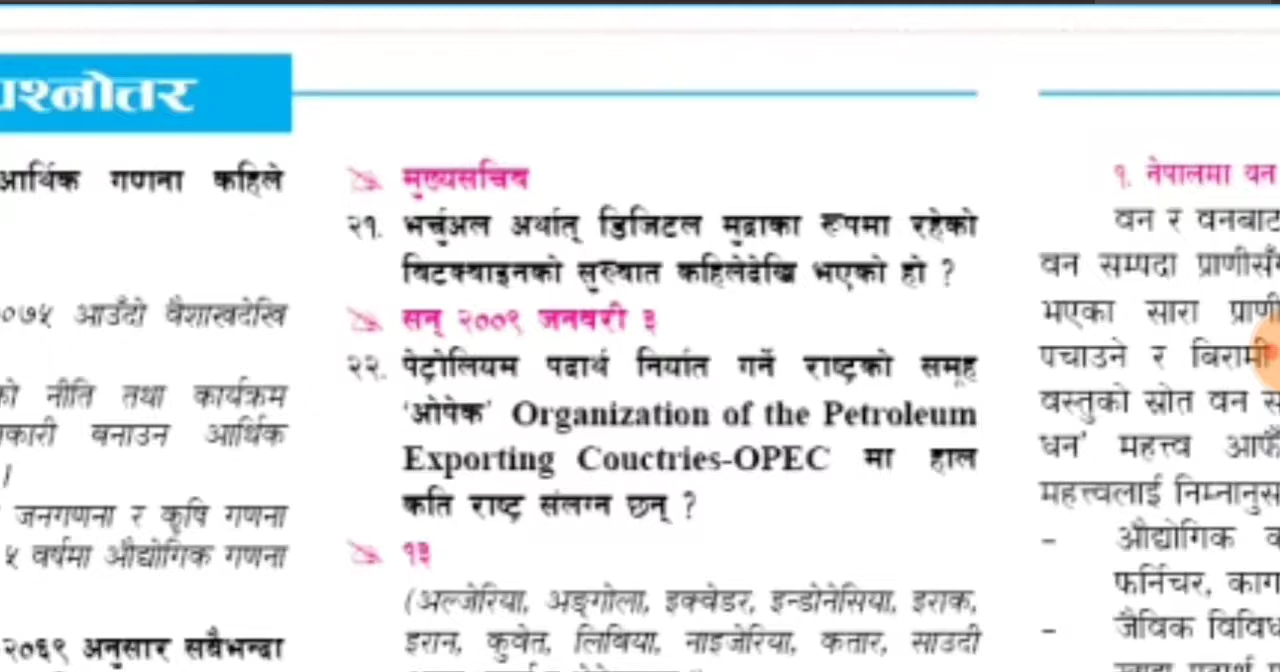 प्रश्नोत्तर
आर्थिक गणना कहिले
०७५ आउँदो वैशाखदेखि
को नीति तथा कार्यक्रम
कारी बनाउन आर्थिक
।
जनगणना र कृषि गणना
५ वर्षमा औद्योगिक गणना
२०६९ अनुसार सबैभन्दा
मुख्यसचिव
२१. भर्चुअल अर्थात् डिजिटल मुद्राका रूपमा रहेको
बिटक्वाइनको सुरुवात कहिलेदेखि भएको हो ?
सन् २००९ जनवरी ३
२२. पेट्रोलियम पदार्थ निर्यात गर्ने राष्ट्रको समूह
‘ओपेक’ Organization of the Petroleum
Exporting Couctries-OPEC मा हाल
कति राष्ट्र संलग्न छन् ?
१३
(अल्जेरिया, अङ्गोला, इक्वेडर, इन्डोनेसिया, इराक,
इरान, कुवेत, लिबिया, नाइजेरिया, कतार, साउदी
१. नेपालमा वन
वन र वनबाट
वन सम्पदा प्राणीसँग
भएका सारा प्राणी
पचाउने र बिरामी
वस्तुको स्रोत वन
धन’ महत्त्व आफै
महत्त्वलाई निम्नानुसा
- औद्योगिक
फर्निचर, काग
- जैविक विविध